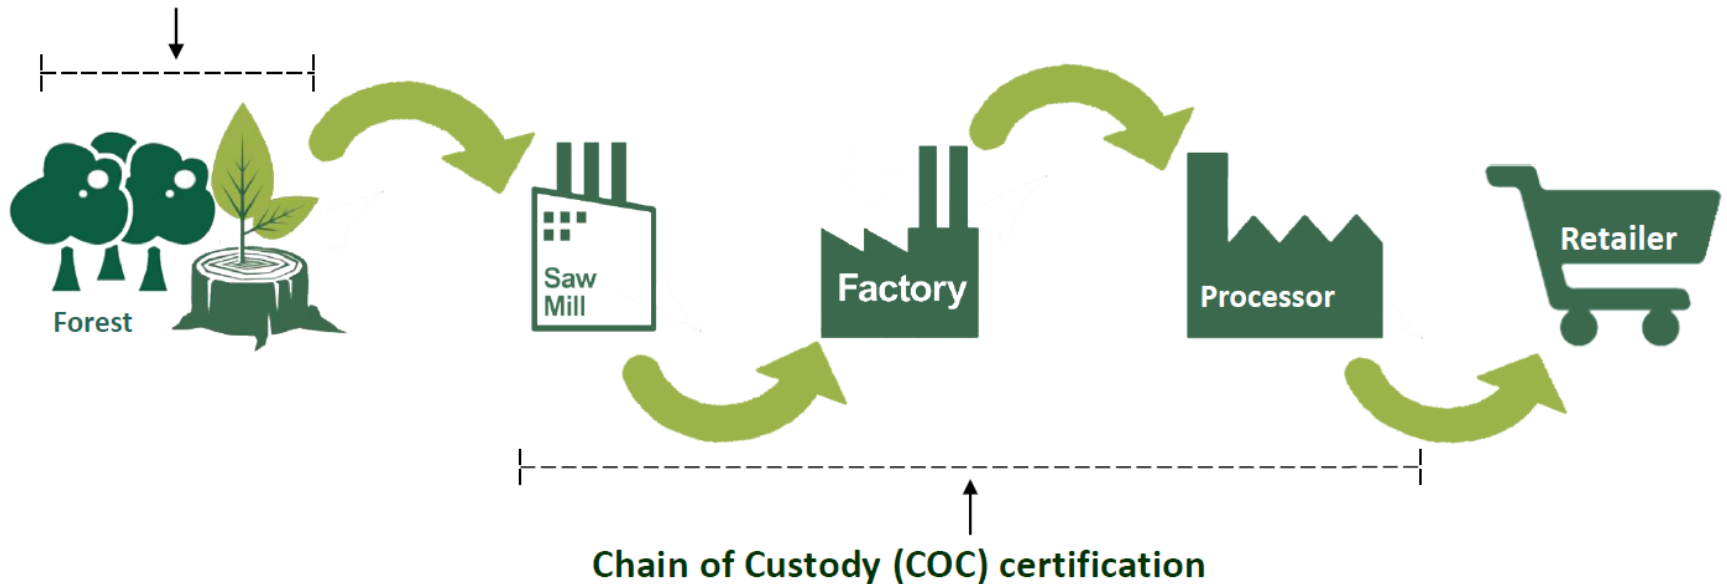 Forest
Saw
Mill
Factory
Processor
Retailer
Chain of Custody (COC) certification